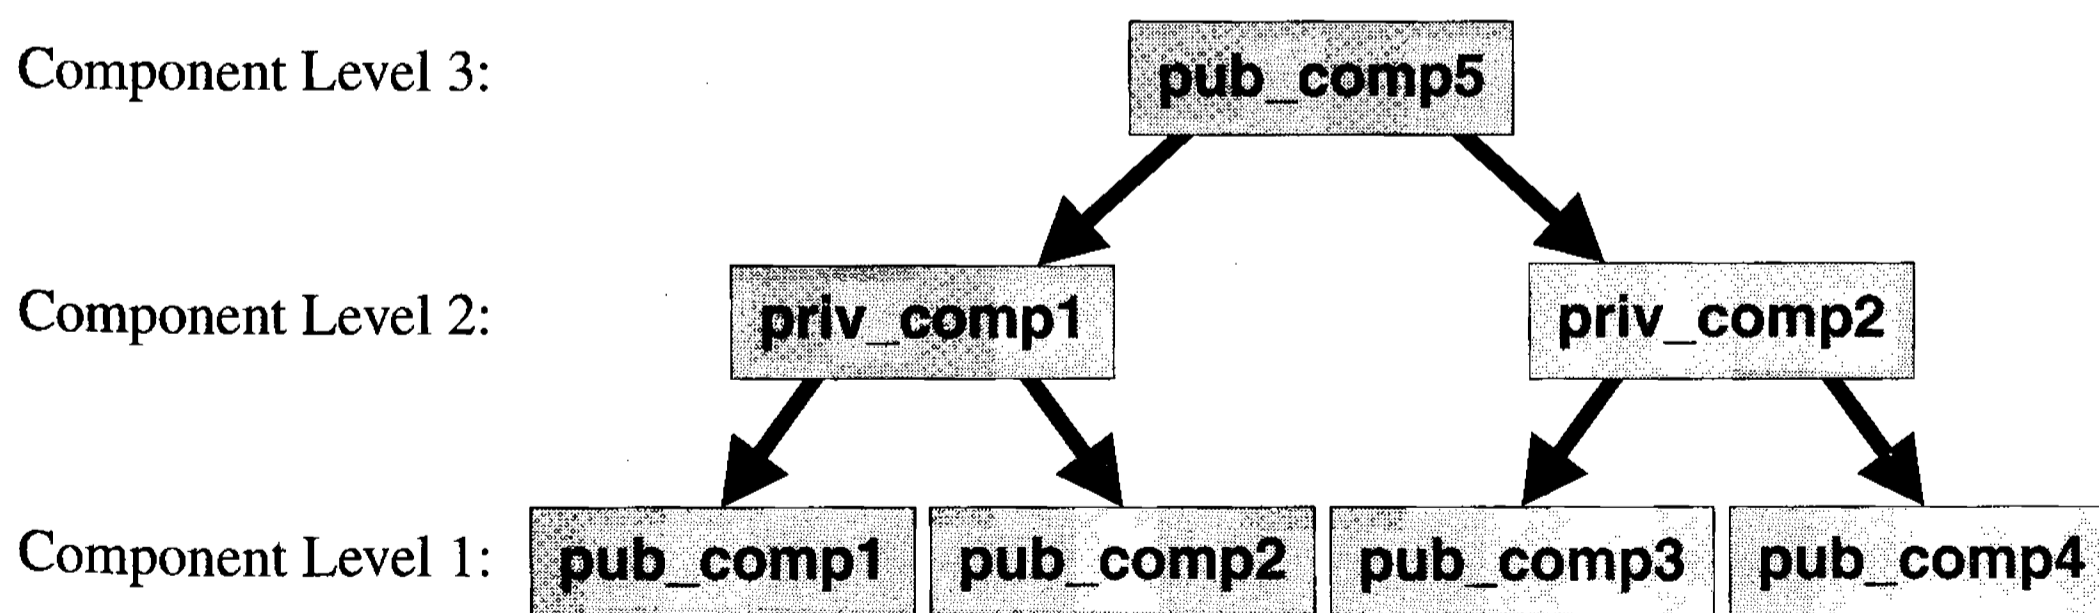 Component Level 3: pub_comp5
Component Level 2: priv_comp1 priv_comp2
Component Level 1: pub_comp1 pub_comp2 pub_comp3 pub_comp4